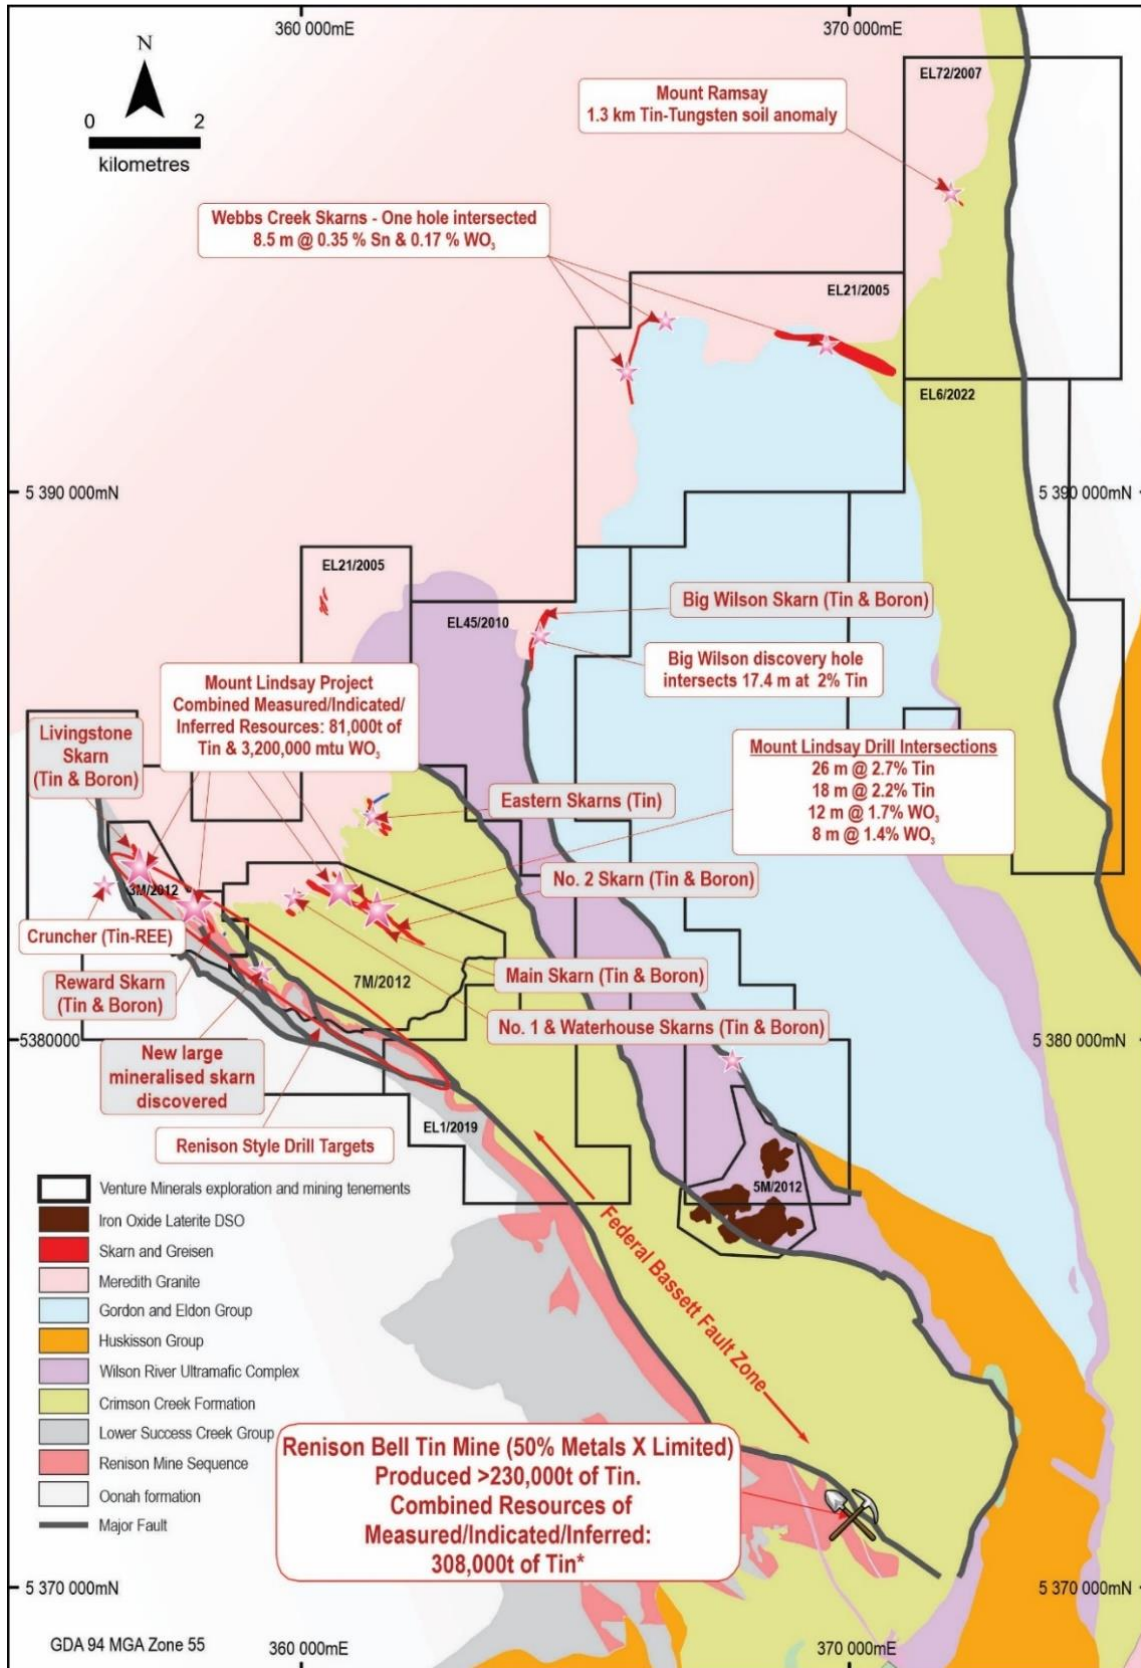 360 000mE
370 000mE
N
0 2
kilometres
EL72/2007
Mount Ramsay
1.3 km Tin-Tungsten soil anomaly
Webbs Creek Skarns - One hole intersected
8.5 m @ 0.35 % Sn & 0.17 % WO₃
EL21/2005
EL6/2022
5 390 000mN
5 390 000mN
EL21/2005
EL45/2010
Big Wilson Skarn (Tin & Boron)
Big Wilson discovery hole
intersects 17.4 m at 2% Tin
Mount Lindsay Project
Combined Measured/Indicated/
Inferred Resources: 81,000t of
Tin & 3,200,000 mtu WO₃
Livingstone
Skarn
(Tin & Boron)
Mount Lindsay Drill Intersections
26 m @ 2.7% Tin
18 m @ 2.2% Tin
12 m @ 1.7% WO₃
8 m @ 1.4% WO₃
Eastern Skarns (Tin)
No. 2 Skarn (Tin & Boron)
3M/2012
Cruncher (Tin-REE)
Reward Skarn
(Tin & Boron)
7M/2012
Main Skarn (Tin & Boron)
No. 1 & Waterhouse Skarns (Tin & Boron)
5380000
5 380 000mN
New large
mineralised skarn
discovered
Renison Style Drill Targets
EL1/2019
5M/2012
Federal Bassett Fault Zone
Venture Minerals exploration and mining tenements
Iron Oxide Laterite DSO
Skarn and Greisen
Meredith Granite
Gordon and Eldon Group
Huskisson Group
Wilson River Ultramafic Complex
Crimson Creek Formation
Lower Success Creek Group
Renison Mine Sequence
Oonah formation
Major Fault
Renison Bell Tin Mine (50% Metals X Limited)
Produced >230,000t of Tin.
Combined Resources of
Measured/Indicated/Inferred:
308,000t of Tin*
5 370 000mN
5 370 000mN
GDA 94 MGA Zone 55
360 000mE
370 000mE